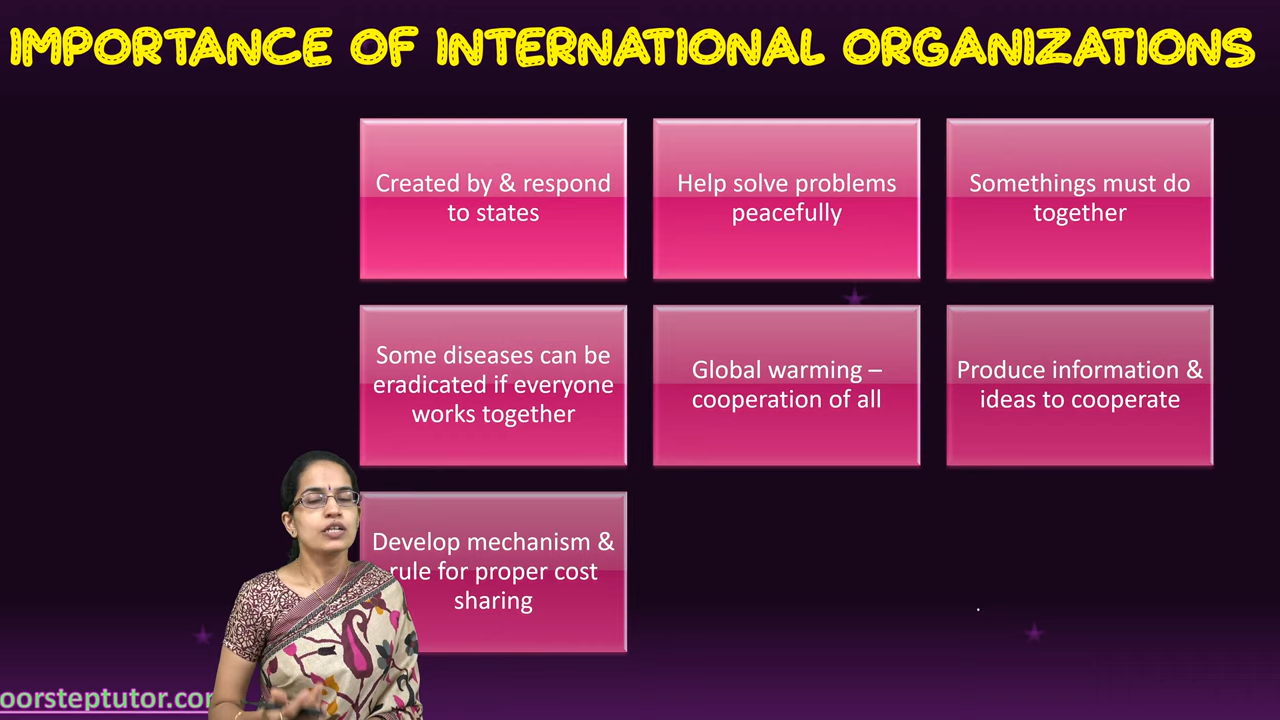 IMPORTANCE OF INTERNATIONAL ORGANIZATIONS
Created by & respond
to states
Help solve problems
peacefully
Somethings must do
together
Some diseases can be
eradicated if everyone
works together
Global warming –
cooperation of all
Produce information &
ideas to cooperate
Develop mechanism &
rule for proper cost
sharing
oorsteptutor.cor